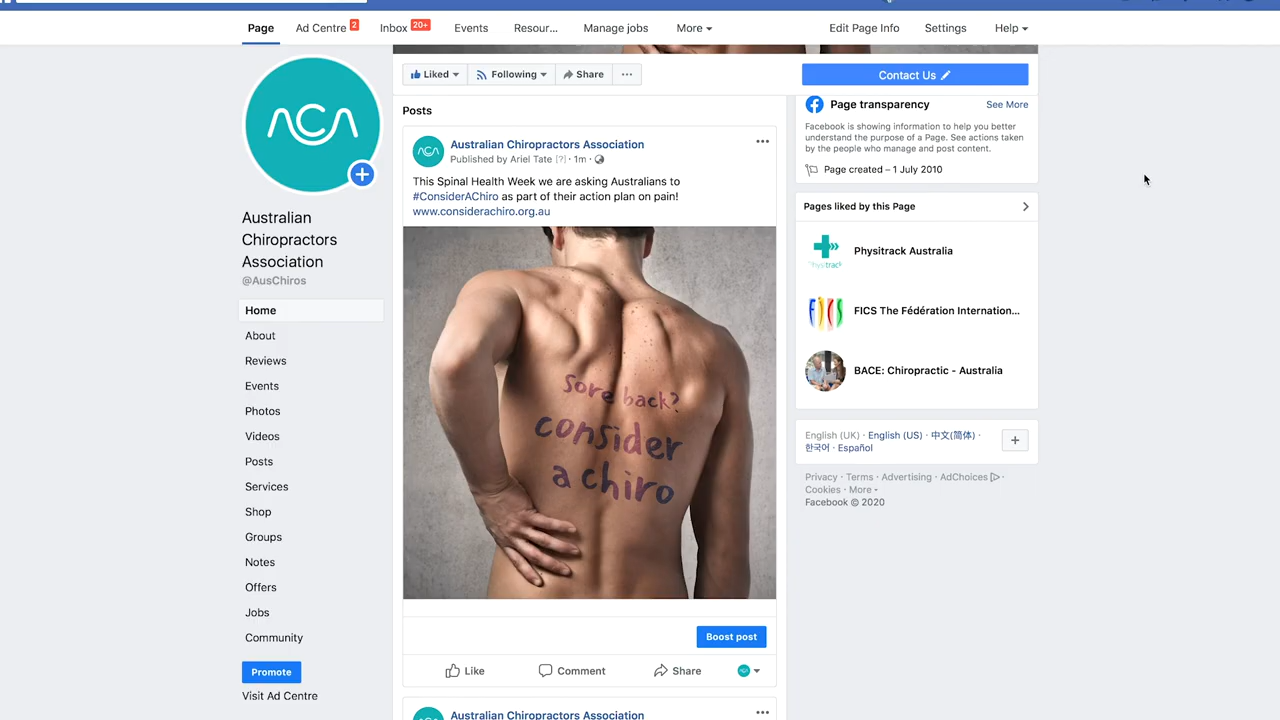 Page
Ad Centre 2
Inbox 20+
Events
Resour...
Manage jobs
More
Edit Page Info
Settings
Help
ACA
Australian
Chiropractors
Association
@AusChiros
Home
About
Reviews
Events
Photos
Videos
Posts
Services
Shop
Groups
Notes
Offers
Jobs
Community
Promote
Visit Ad Centre
Liked
Following
Share
...
Contact Us
Posts
ACA
Australian Chiropractors Association
Published by Ariel Tate [?] · 1m ·
This Spinal Health Week we are asking Australians to
#ConsiderAChiro as part of their action plan on pain!
www.considerachiro.org.au
sore back?
consider
a chiro
Boost post
Like
Comment
Share
Australian Chiropractors Association
Page transparency
See More
Facebook is showing information to help you better
understand the purpose of a Page. See actions taken
by the people who manage and post content.
Page created – 1 July 2010
Pages liked by this Page
Physitrack
Physitrack Australia
FICS
FICS The Fédération Internation...
BACE: Chiropractic - Australia
English (UK) · English (US) · 中文(简体) ·
한국어 · Español
Privacy · Terms · Advertising · AdChoices ·
Cookies · More
Facebook © 2020